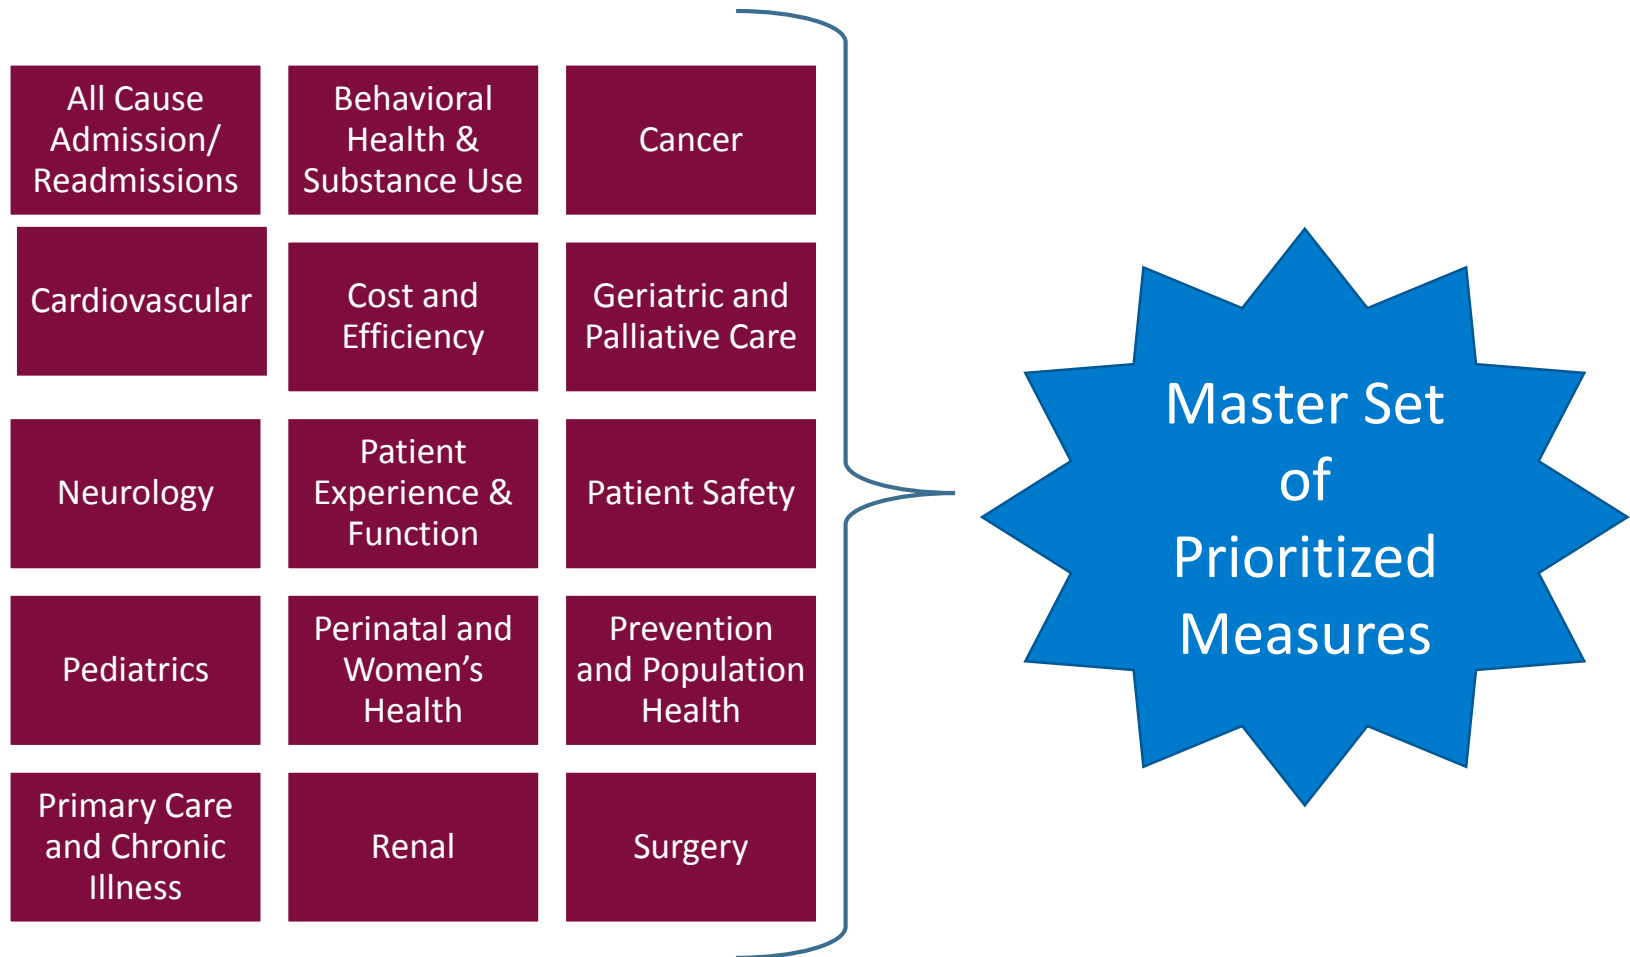 All Cause
Admission/
Readmissions
Behavioral
Health &
Substance Use
Cancer
Cardiovascular
Cost and
Efficiency
Geriatric and
Palliative Care
Neurology
Patient
Experience &
Function
Patient Safety
Pediatrics
Perinatal and
Women’s
Health
Prevention
and Population
Health
Primary Care
and Chronic
Illness
Renal
Surgery
Master Set
of
Prioritized
Measures